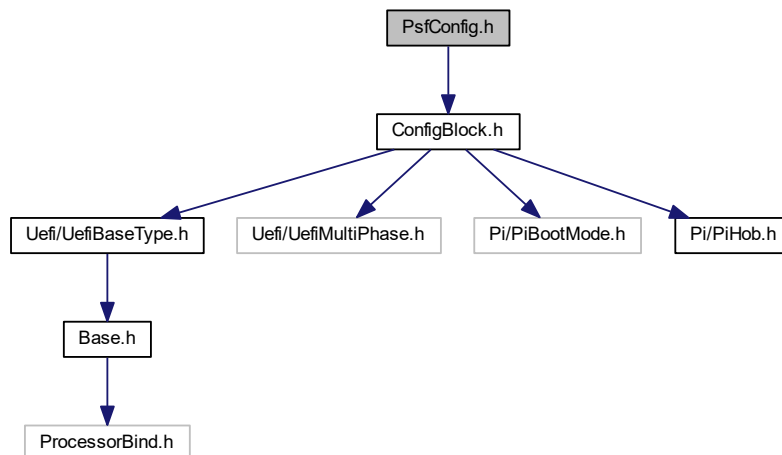 PsfConfig.h
ConfigBlock.h
Uefi/UefiBaseType.h
Uefi/UefiMultiPhase.h
Pi/PiBootMode.h
Pi/PiHob.h
Base.h
ProcessorBind.h